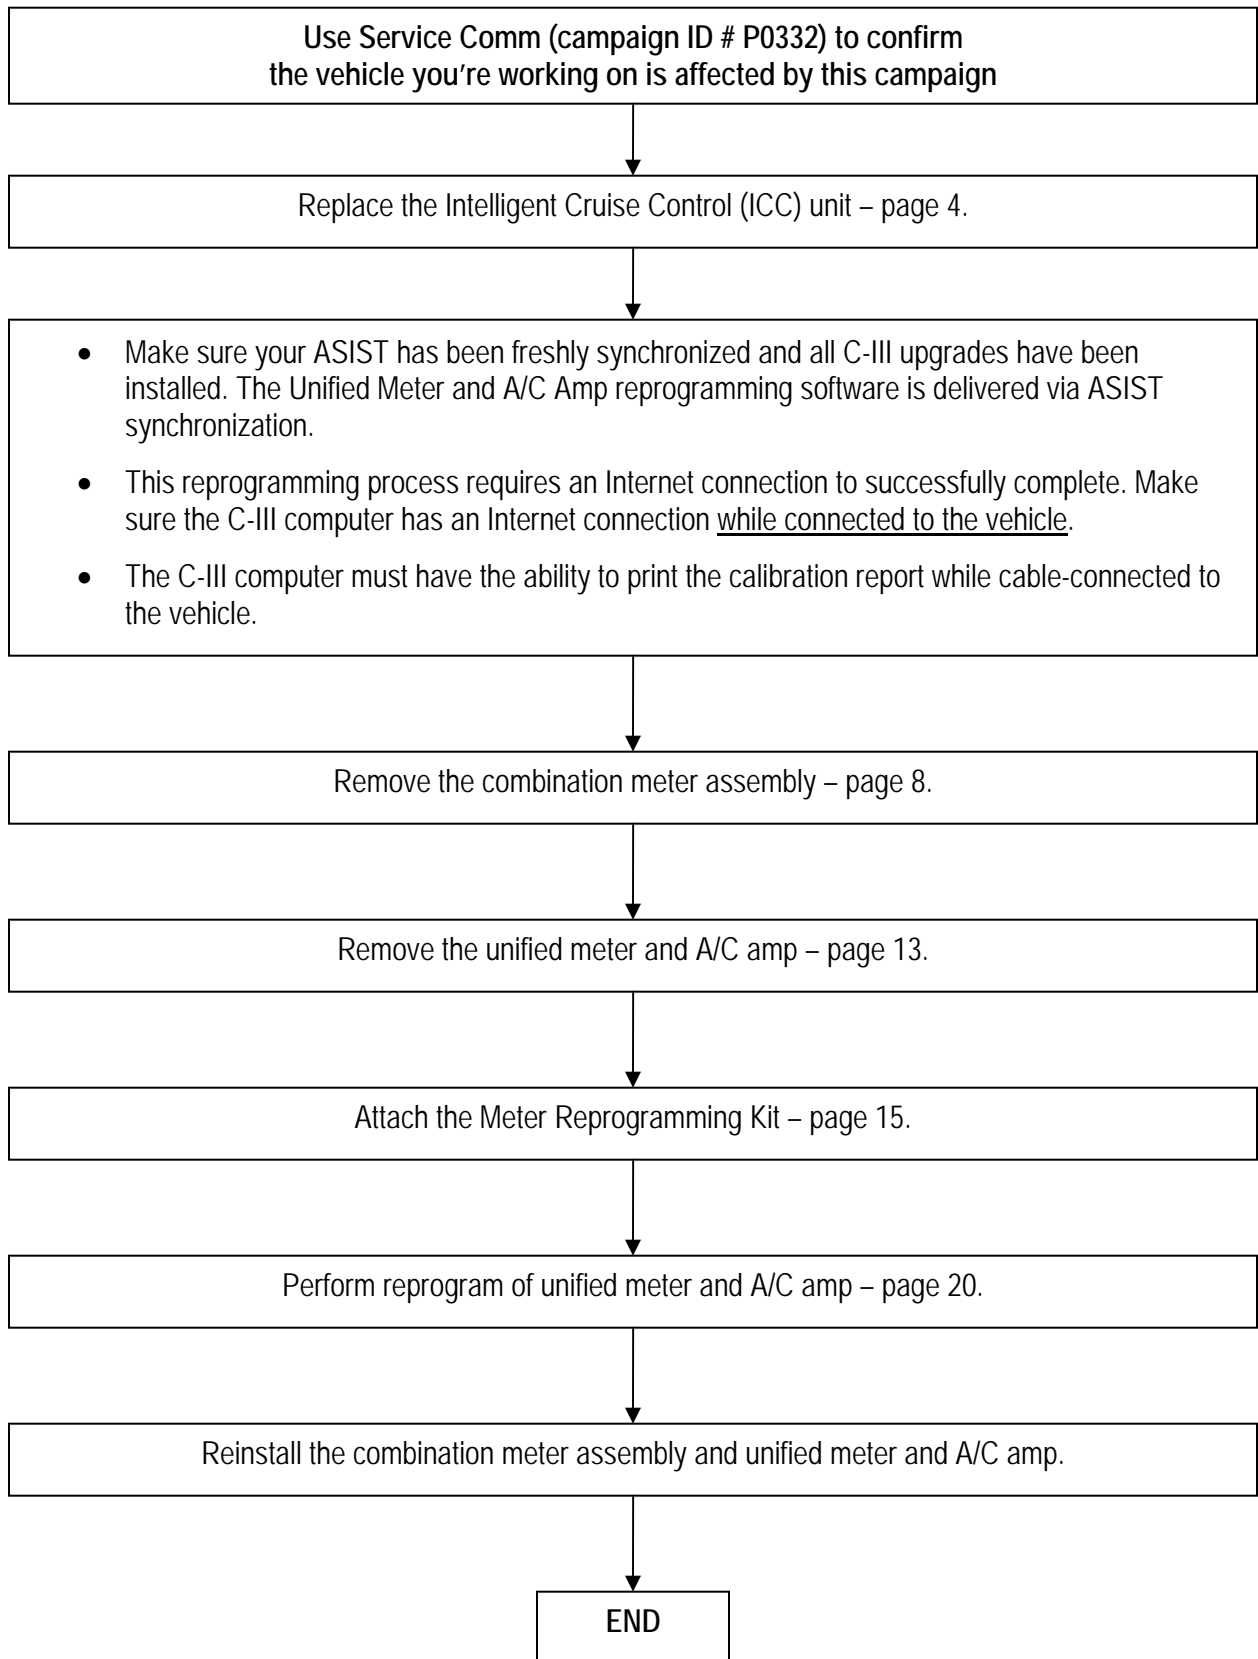 Use Service Comm (campaign ID # P0332) to confirm
the vehicle you're working on is affected by this campaign
Replace the Intelligent Cruise Control (ICC) unit – page 4.
• Make sure your ASIST has been freshly synchronized and all C-III upgrades have been
installed. The Unified Meter and A/C Amp reprogramming software is delivered via ASIST
synchronization.
• This reprogramming process requires an Internet connection to successfully complete. Make
sure the C-III computer has an Internet connection while connected to the vehicle.
• The C-III computer must have the ability to print the calibration report while cable-connected to
the vehicle.
Remove the combination meter assembly – page 8.
Remove the unified meter and A/C amp – page 13.
Attach the Meter Reprogramming Kit – page 15.
Perform reprogram of unified meter and A/C amp – page 20.
Reinstall the combination meter assembly and unified meter and A/C amp.
END